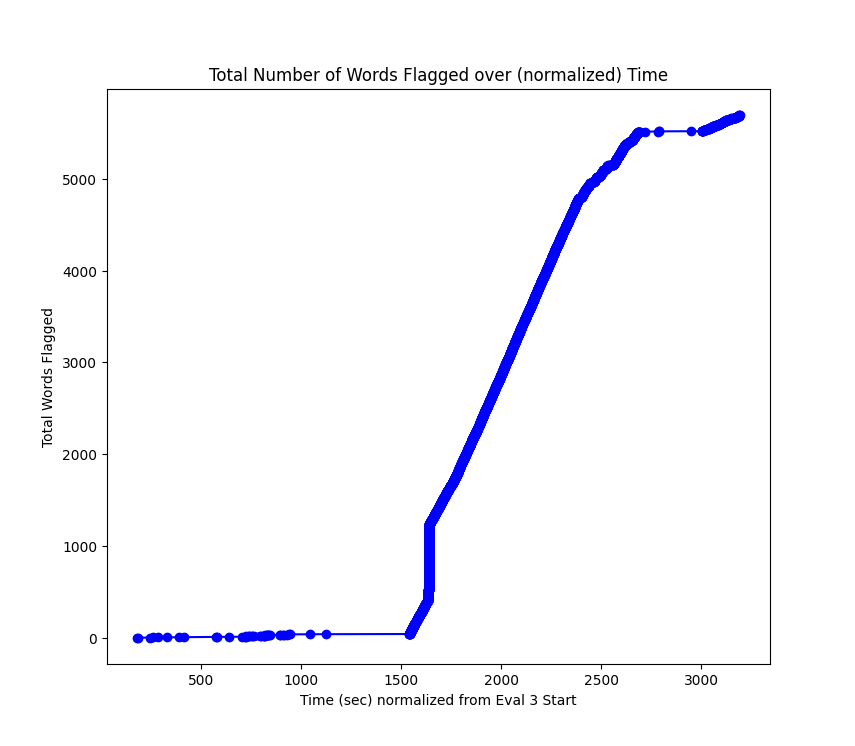 Total Number of Words Flagged over (normalized) Time
Total Words Flagged
5000
4000
3000
2000
1000
0
500 1000 1500 2000 2500 3000
Time (sec) normalized from Eval 3 Start